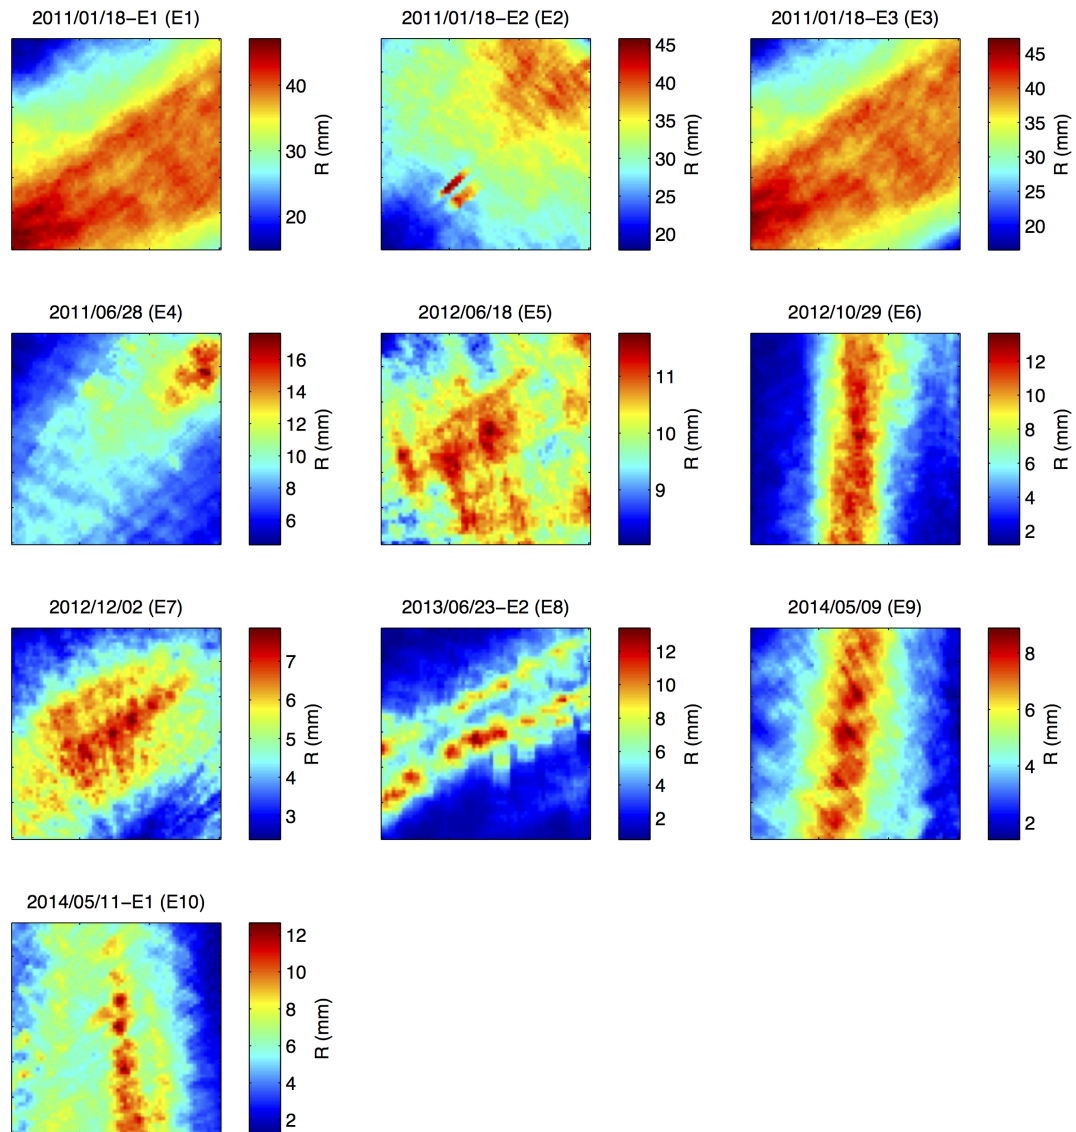 2011/01/18−E1 (E1)
40
30
20
R (mm)
2011/01/18−E2 (E2)
45
40
35
30
25
20
R (mm)
2011/01/18−E3 (E3)
45
40
35
30
25
20
R (mm)
2011/06/28 (E4)
16
14
12
10
8
6
R (mm)
2012/06/18 (E5)
11
10
9
R (mm)
2012/10/29 (E6)
12
10
8
6
4
2
R (mm)
2012/12/02 (E7)
7
6
5
4
3
R (mm)
2013/06/23−E2 (E8)
12
10
8
6
4
2
R (mm)
2014/05/09 (E9)
8
6
4
2
R (mm)
2014/05/11−E1 (E10)
12
10
8
6
4
2
R (mm)